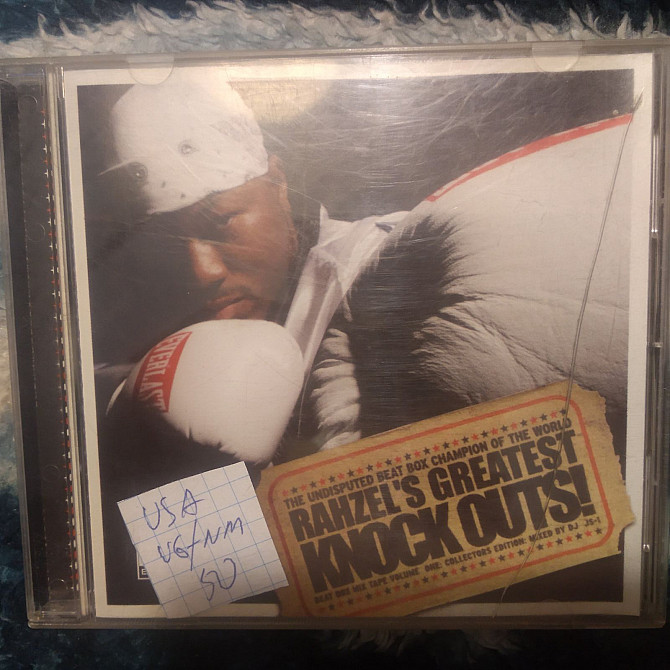 EVERLAST
THE UNDISPUTED BEAT BOX CHAMPION OF THE WORLD
RAHZEL'S GREATEST
KNOCK OUTS!
BEAT BOX MIX TAPE VOLUME ONE: COLLECTORS EDITION: MIXED BY DJ JS-1
USA
VG+/NM
50